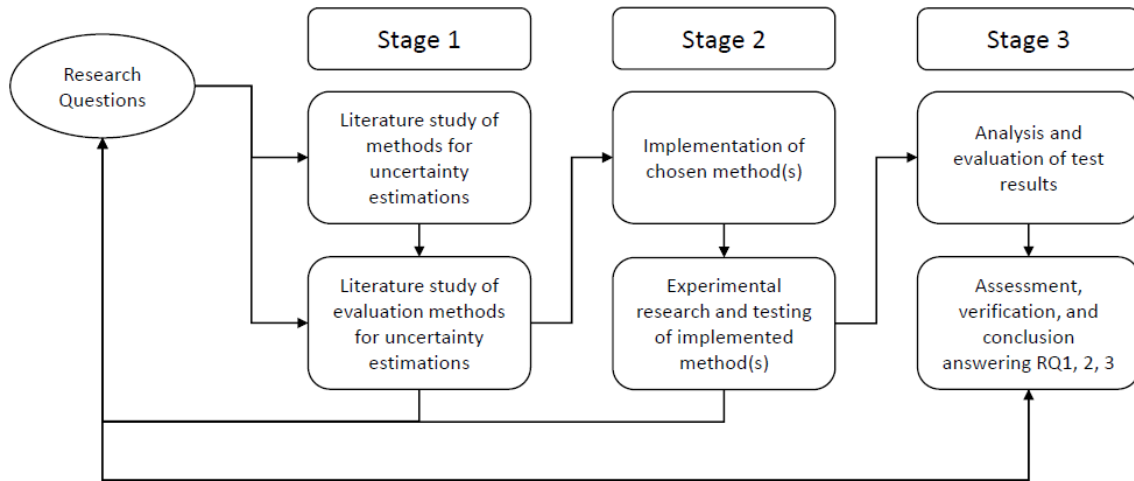 Stage 1
Stage 2
Stage 3
Research
Questions
Literature study of
methods for
uncertainty
estimations
Implementation of
chosen method(s)
Analysis and
evaluation of test
results
Literature study of
evaluation methods
for uncertainty
estimations
Experimental
research and testing
of implemented
method(s)
Assessment,
verification, and
conclusion
answering RQ1, 2, 3